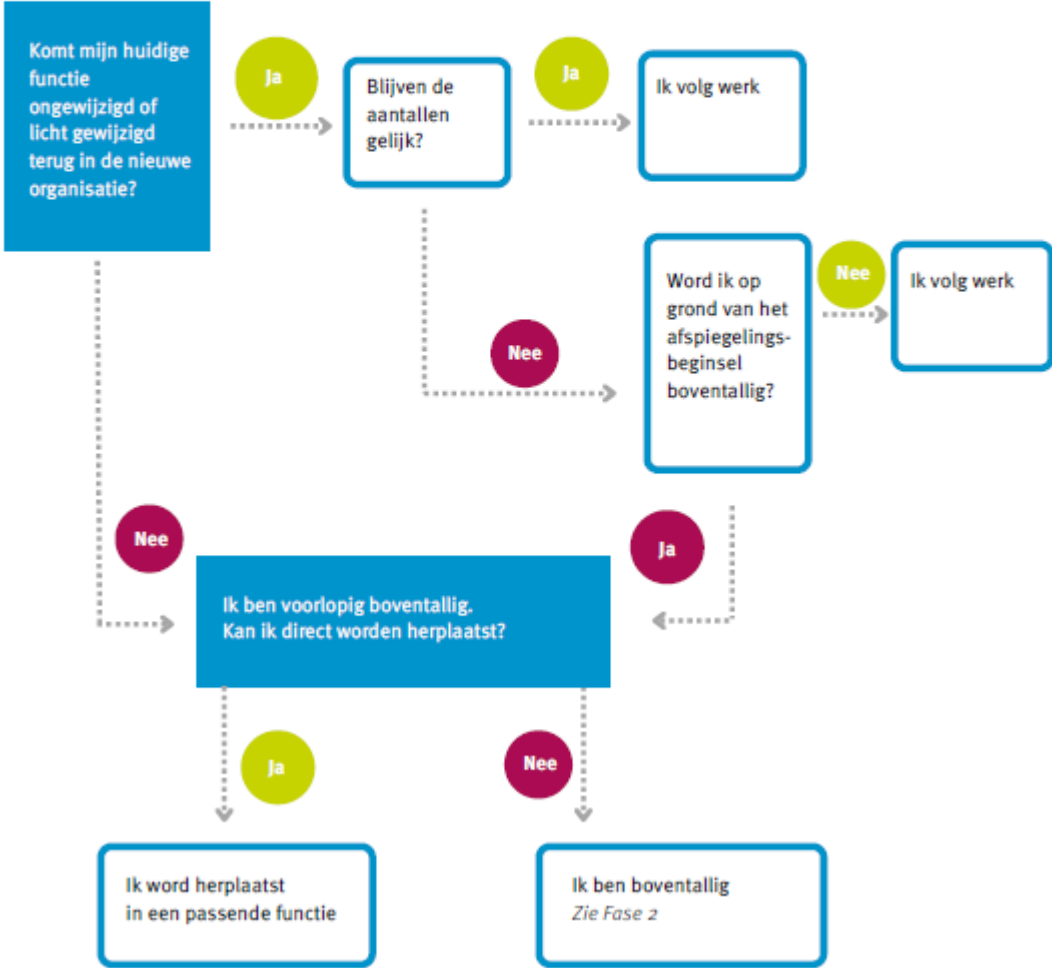 Komt mijn huidige
functie
ongewijzigd of
licht gewijzigd
terug in de nieuwe
organisatie?
Ja
Blijven de
aantallen
gelijk?
Ja
Ik volg werk
Word ik op
grond van het
afspiegelings-
beginsel
boventallig?
Nee
Ik volg werk
Nee
Nee
Ja
Ik ben voorlopig boventallig.
Kan ik direct worden herplaatst?
Ja
Nee
Ik word herplaatst
in een passende functie
Ik ben boventallig
Zie Fase 2